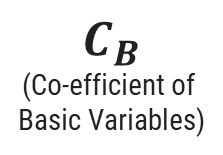 C_B
(Co-efficient of
Basic Variables)